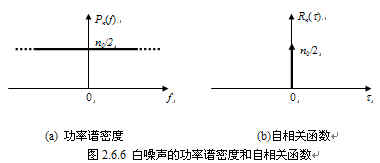 Pn(f)
n0/2
0
f
Rn(τ)
n0/2
0
τ
(a) 功率谱密度
(b)自相关函数
图 2.6.6 白噪声的功率谱密度和自相关函数